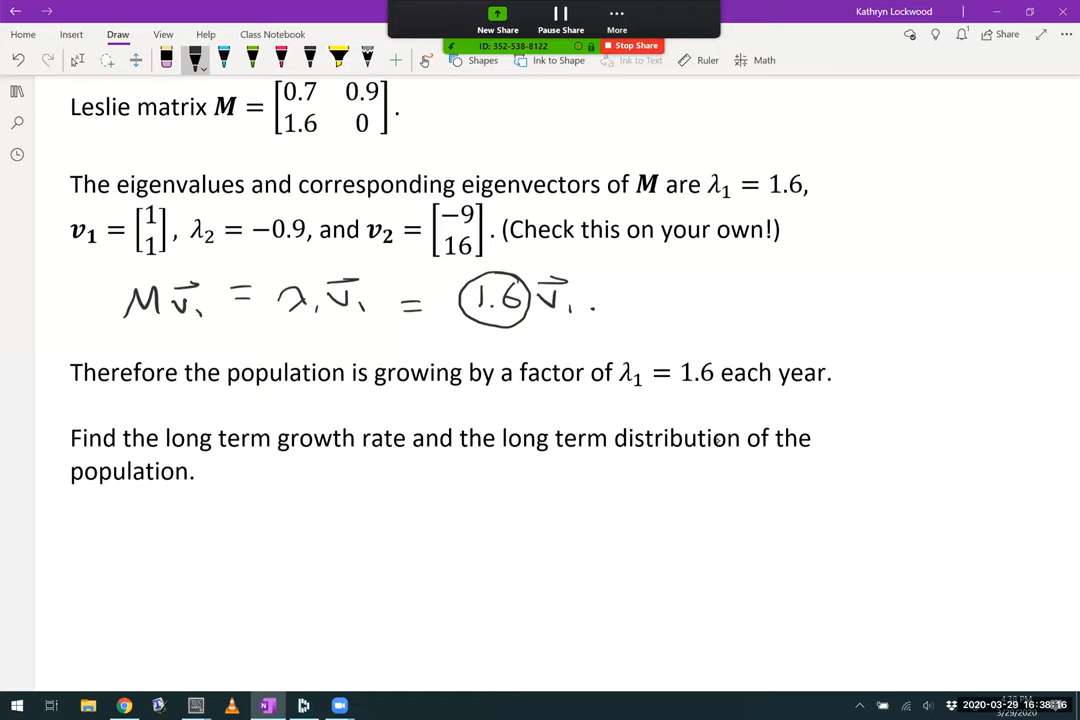 Kathryn Lockwood
New Share
Pause Share
More
ID: 352-538-8122
Stop Share
Home Insert Draw View Help Class Notebook
Share
Shapes
Ink to Shape
Ink to Text
Ruler
Math
Leslie matrix M = [0.7 0.9
1.6 0].
The eigenvalues and corresponding eigenvectors of M are λ₁ = 1.6,
v₁ = [1
1], λ₂ = −0.9, and v₂ = [−9
16]. (Check this on your own!)
Mv⃗₁ = λ₁v⃗₁ = 1.6v⃗₁.
Therefore the population is growing by a factor of λ₁ = 1.6 each year.
Find the long term growth rate and the long term distribution of the
population.
2020-03-29 16:38:16